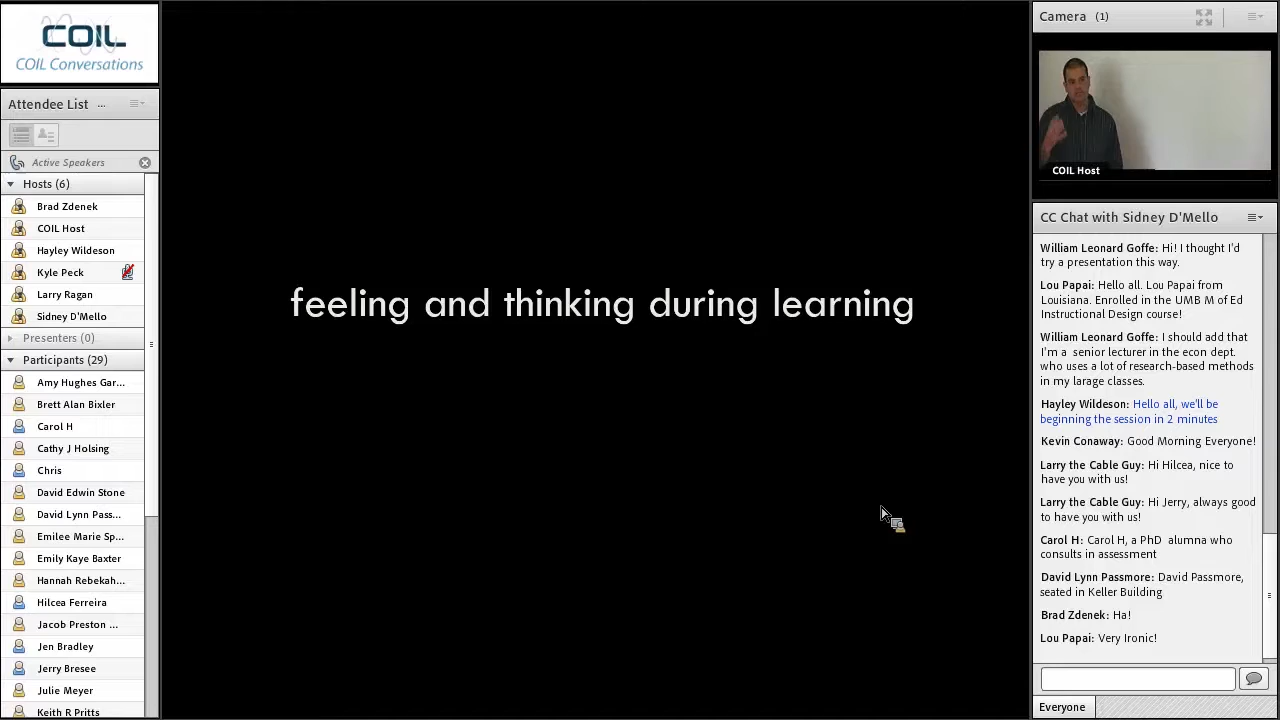 COIL
COIL Conversations
Attendee List ...
Active Speakers
Hosts (6)
Brad Zdenek
COIL Host
Hayley Wildeson
Kyle Peck
Larry Ragan
Sidney D'Mello
Presenters (0)
Participants (29)
Amy Hughes Gar...
Brett Alan Bixler
Carol H
Cathy J Holsing
Chris
David Edwin Stone
David Lynn Pass...
Emilee Marie Sp...
Emily Kaye Baxter
Hannah Rebekah...
Hilcea Ferreira
Jacob Preston ...
Jen Bradley
Jerry Bresee
Julie Meyer
Keith R Pritts
feeling and thinking during learning
Camera (1)
COIL Host
CC Chat with Sidney D'Mello
William Leonard Goffe: Hi! I thought I'd
try a presentation this way.
Lou Papai: Hello all. Lou Papai from
Louisiana. Enrolled in the UMB M of Ed
Instructional Design course!
William Leonard Goffe: I should add that
I'm a senior lecturer in the econ dept.
who uses a lot of research-based methods
in my larage classes.
Hayley Wildeson: Hello all, we'll be
beginning the session in 2 minutes
Kevin Conaway: Good Morning Everyone!
Larry the Cable Guy: Hi Hilcea, nice to
have you with us!
Larry the Cable Guy: Hi Jerry, always good
to have you with us!
Carol H: Carol H, a PhD alumna who
consults in assessment
David Lynn Passmore: David Passmore,
seated in Keller Building
Brad Zdenek: Ha!
Lou Papai: Very Ironic!
Everyone